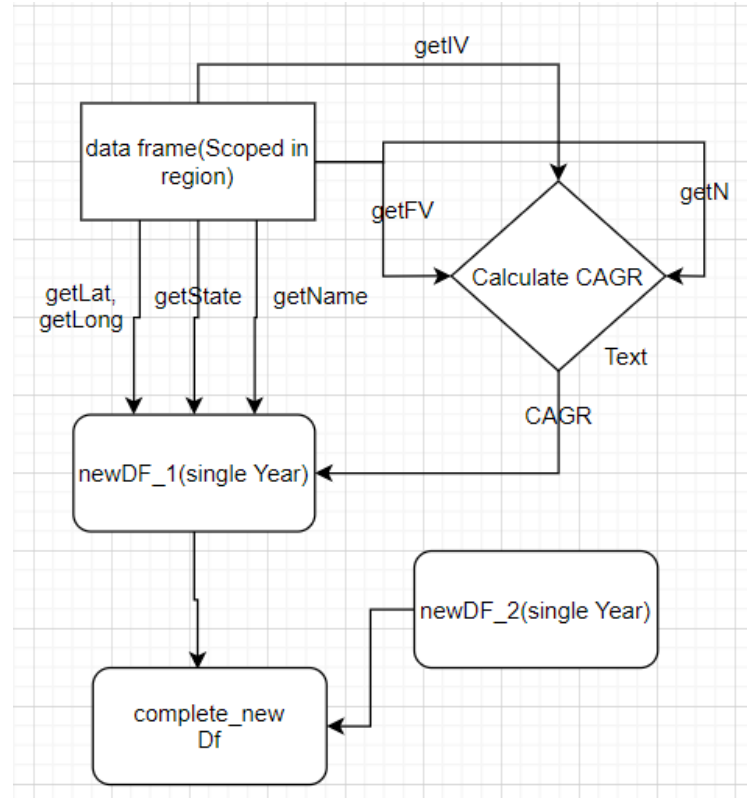 getIV
data frame(Scoped in
region)
getFV
getN
getLat,
getLong
getState
getName
Calculate CAGR
Text
CAGR
newDF_1(single Year)
newDF_2(single Year)
complete_new
Df